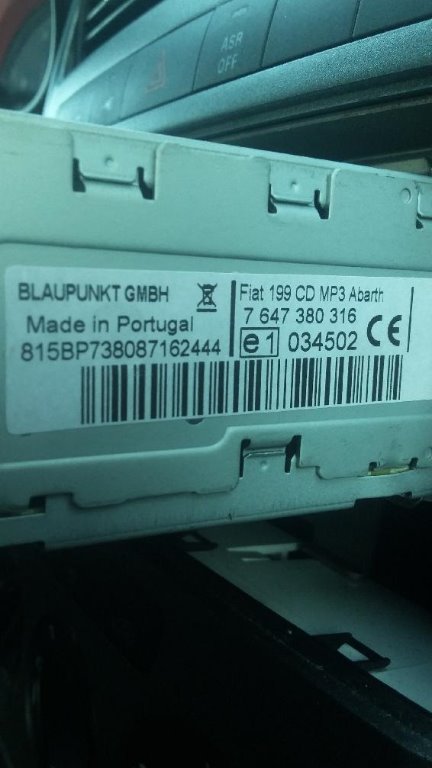 ASR
OFF
BLAUPUNKT GMBH
Made in Portugal
815BP738087162444
Fiat 199 CD MP3 Abarth
7 647 380 316
e1 034502 CE